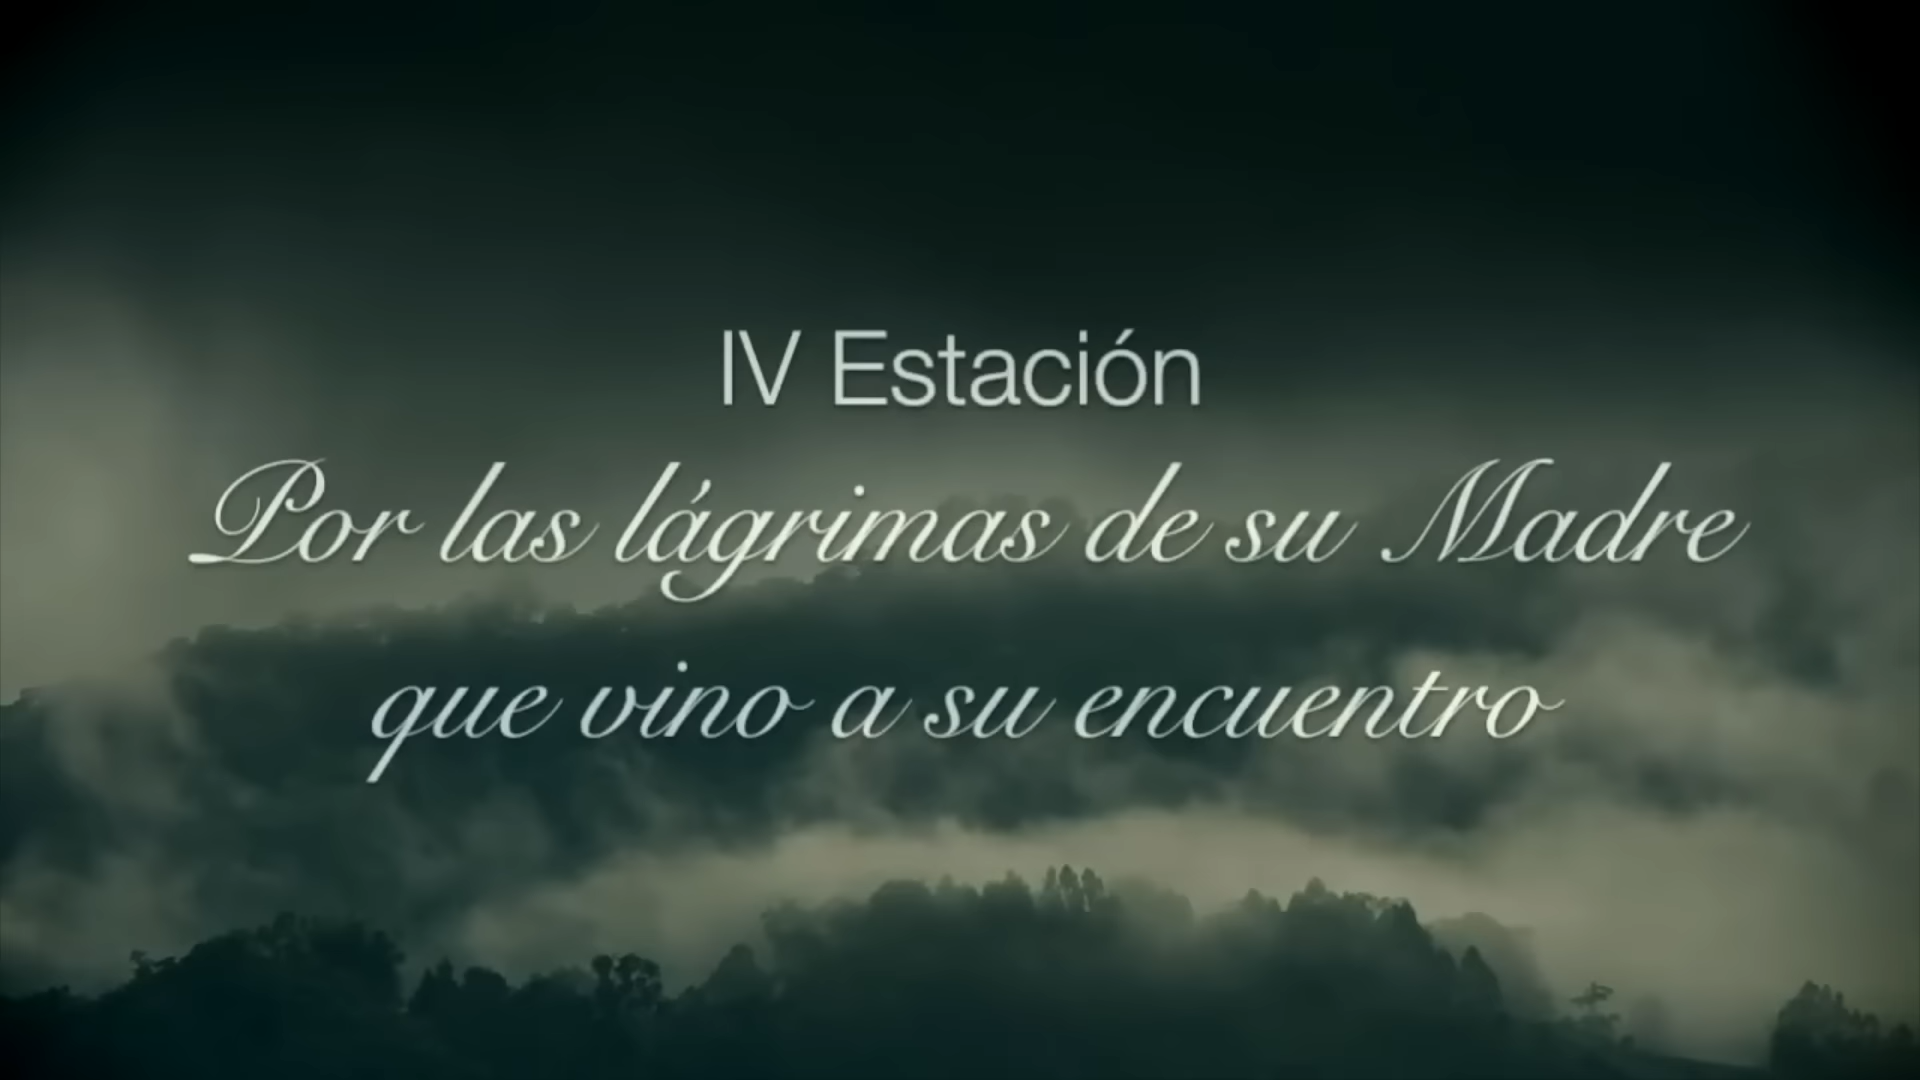 IV Estación
Por las lágrimas de su Madre
que vino a su encuentro